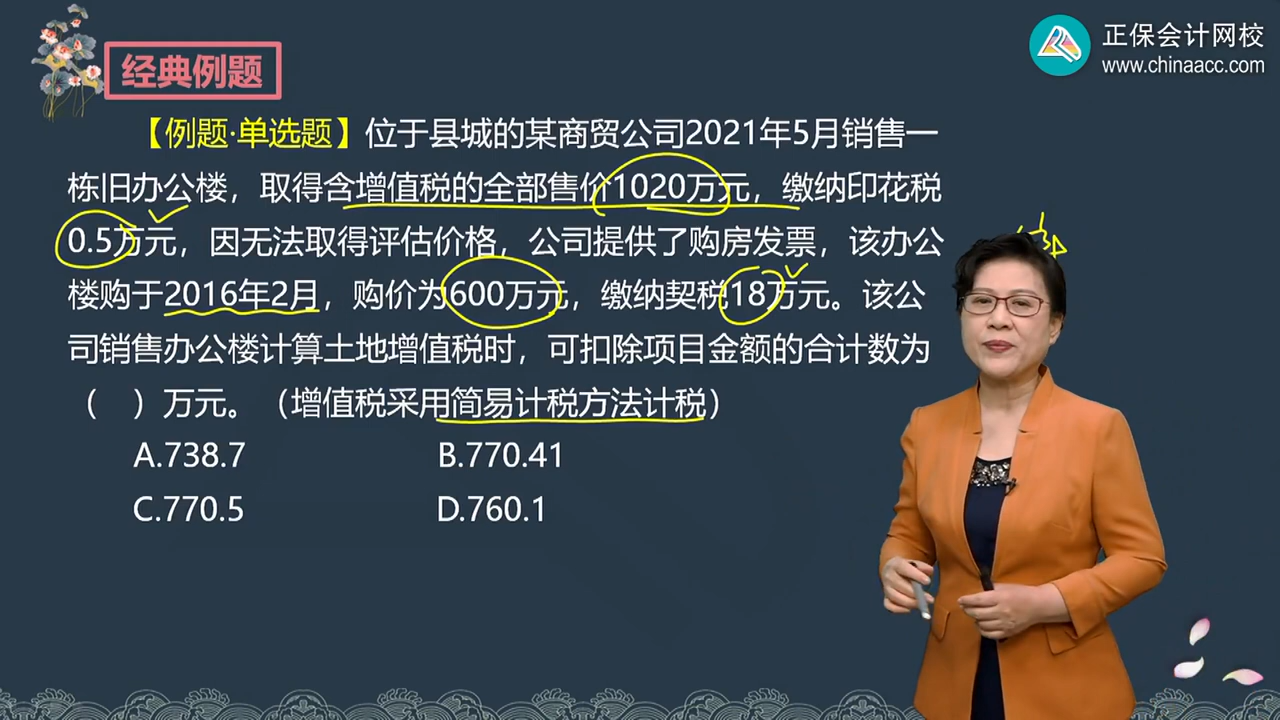 经典例题
正保会计网校
www.chinaacc.com
【例题·单选题】位于县城的某商贸公司2021年5月销售一
栋旧办公楼，取得含增值税的全部售价1020万元，缴纳印花税
0.5万元，因无法取得评估价格，公司提供了购房发票，该办公
楼购于2016年2月，购价为600万元，缴纳契税18万元。该公
司销售办公楼计算土地增值税时，可扣除项目金额的合计数为
（　）万元。（增值税采用简易计税方法计税）
A.738.7 B.770.41
C.770.5 D.760.1